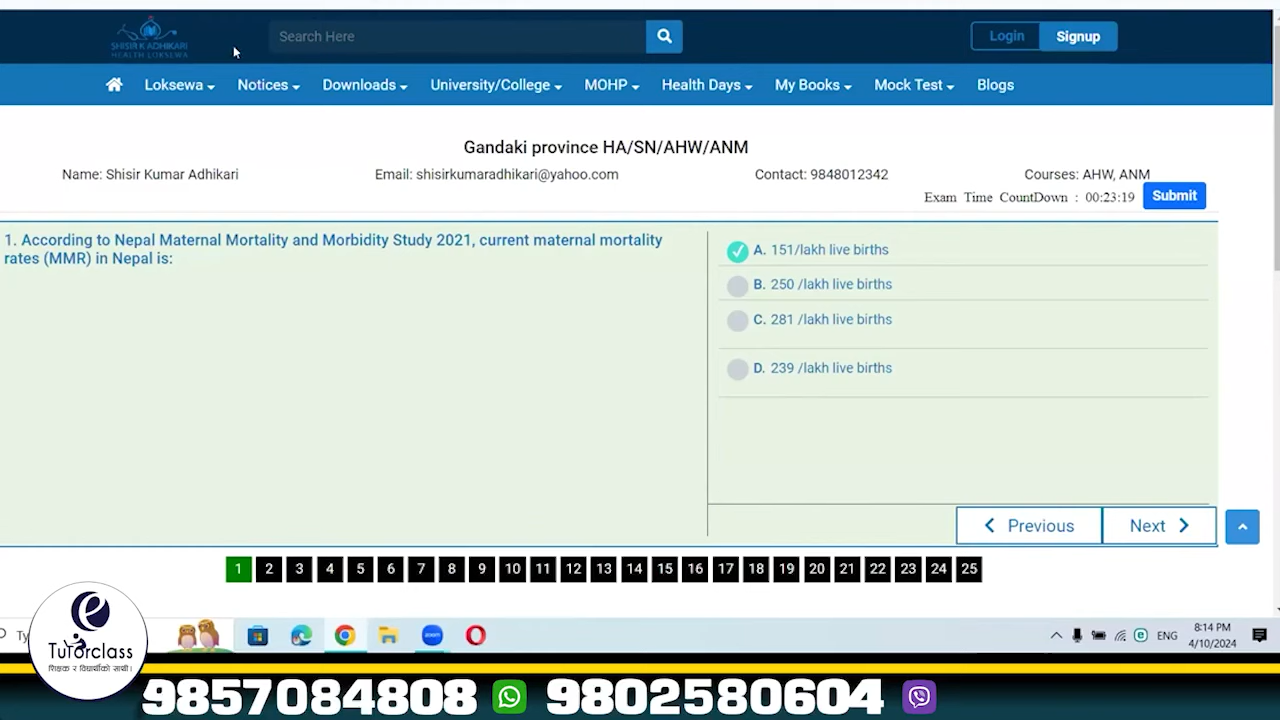 SHISIR K ADHIKARI
HEALTH LOKSEWA
Search Here
Login
Signup
Loksewa
Notices
Downloads
University/College
MOHP
Health Days
My Books
Mock Test
Blogs
Gandaki province HA/SN/AHW/ANM
Name: Shisir Kumar Adhikari
Email: shisirkumaradhikari@yahoo.com
Contact: 9848012342
Courses: AHW, ANM
Exam Time CountDown : 00:23:19
Submit
1. According to Nepal Maternal Mortality and Morbidity Study 2021, current maternal mortality
rates (MMR) in Nepal is:
A. 151/lakh live births
B. 250 /lakh live births
C. 281 /lakh live births
D. 239 /lakh live births
Previous
Next
1 2 3 4 5 6 7 8 9 10 11 12 13 14 15 16 17 18 19 20 21 22 23 24 25
Ty
zoom
ENG
8:14 PM
4/10/2024
e
Tutorclass
शिक्षक र विद्यार्थीको साथी।
9857084808 9802580604